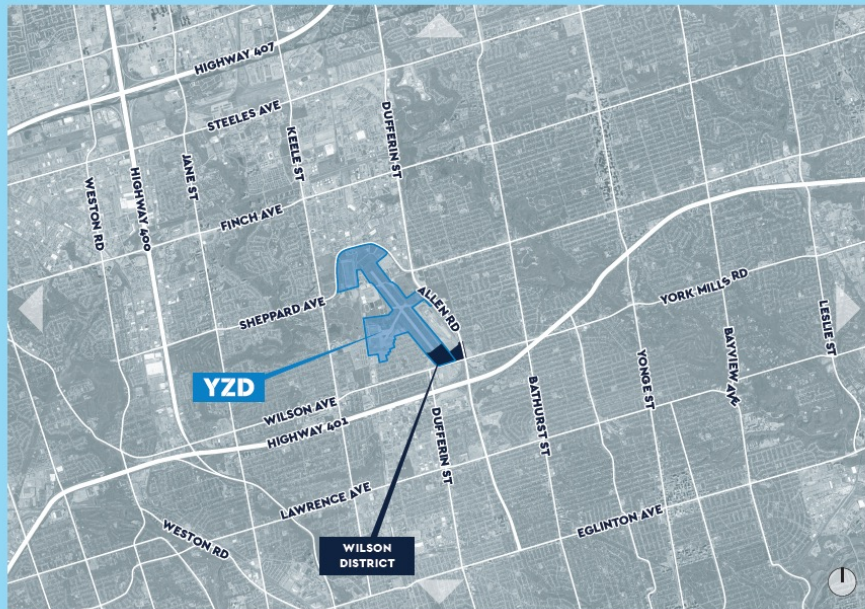 HIGHWAY 407
STEELES AVE
DUFFERIN ST
KEELE ST
JANE ST
WESTON RD
HIGHWAY 400
FINCH AVE
SHEPPARD AVE
ALLEN RD
YORK MILLS RD
LESLIE ST
YZD
BAYVIEW AVE
YONGE ST
BATHURST ST
WILSON AVE
HIGHWAY 401
DUFFERIN ST
LAWRENCE AVE
EGLINTON AVE
WESTON RD
WILSON
DISTRICT